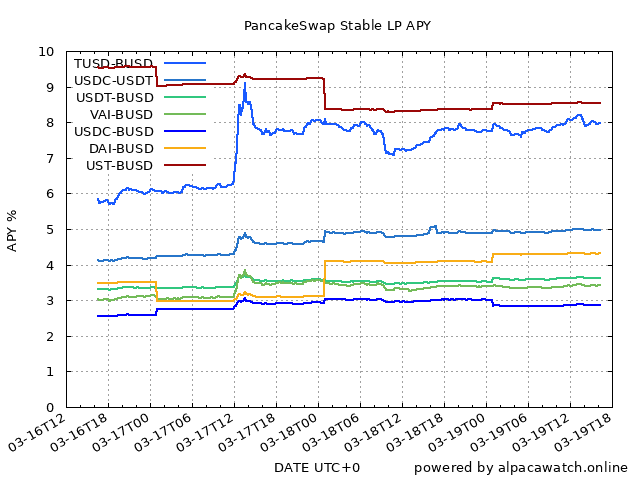 PancakeSwap Stable LP APY
10
9
8
7
6
5
4
3
2
1
0
APY %
TUSD-BUSD
USDC-USDT
USDT-BUSD
VAI-BUSD
USDC-BUSD
DAI-BUSD
UST-BUSD
03-16T12
03-16T18
03-17T00
03-17T06
03-17T12
03-17T18
03-18T00
03-18T06
03-18T12
03-18T18
03-19T00
03-19T06
03-19T12
03-19T18
DATE UTC+0
powered by alpacawatch.online